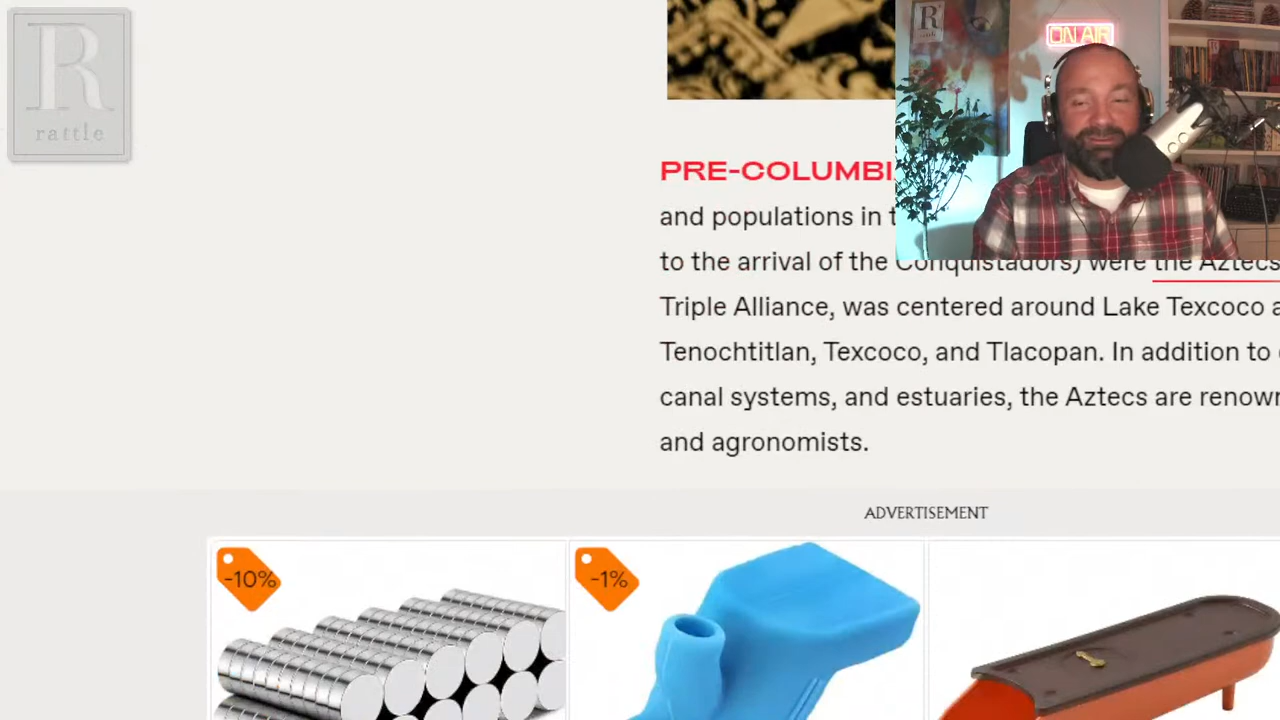 R
rattle
R
ON AIR
PRE-COLUMBI
and populations in t
to the arrival of the Conquistadors) were the Aztecs
Triple Alliance, was centered around Lake Texcoco a
Tenochtitlan, Texcoco, and Tlacopan. In addition to
canal systems, and estuaries, the Aztecs are renown
and agronomists.
ADVERTISEMENT
-10%
-1%